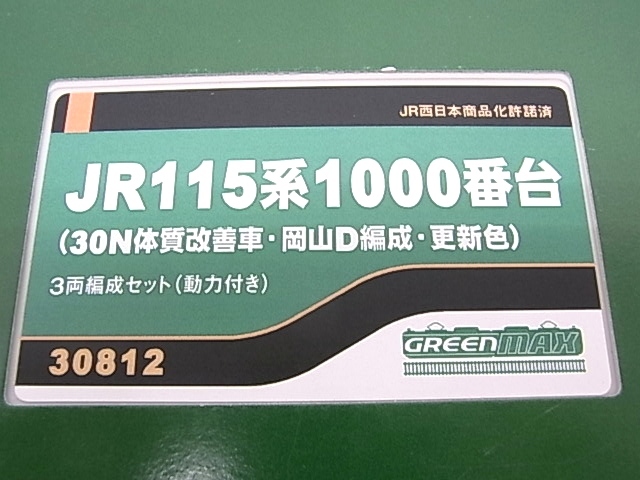 JR西日本商品化許諾済
JR115系1000番台
(30N体質改善車・岡山D編成・更新色)
3両編成セット(動力付き)
30812
GREENMAX